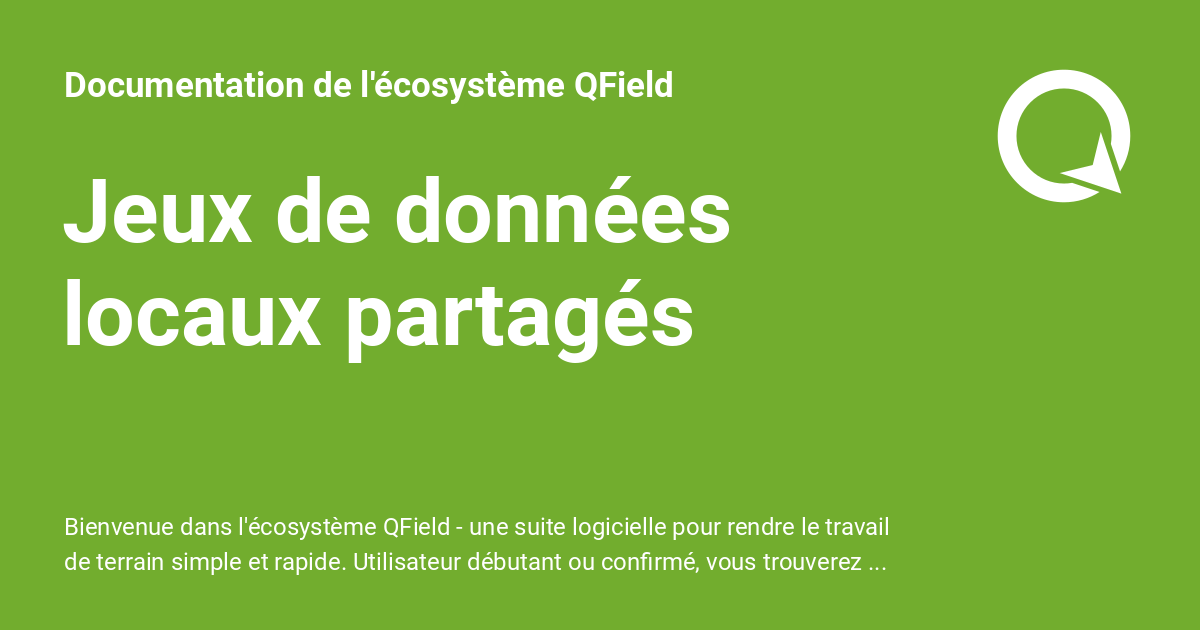 Documentation de l'écosystème QField
Jeux de données
locaux partagés
Bienvenue dans l'écosystème QField - une suite logicielle pour rendre le travail
de terrain simple et rapide. Utilisateur débutant ou confirmé, vous trouverez ...